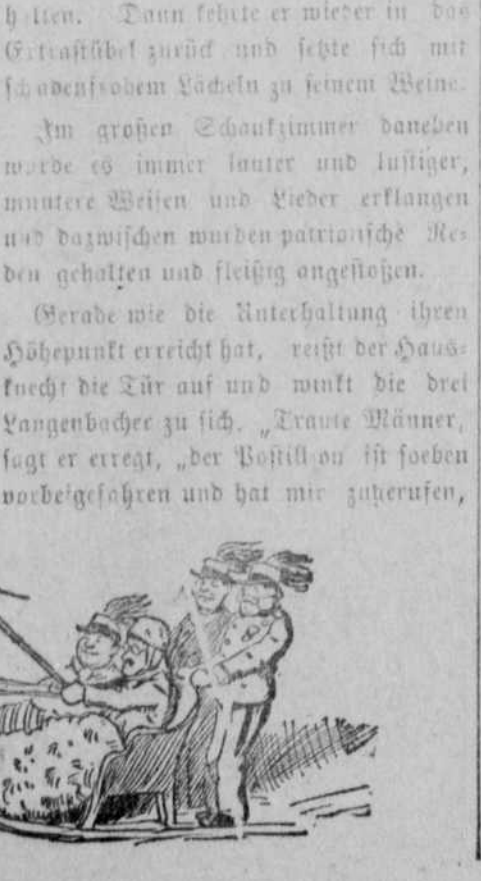 halten. Dann kehrte er wieder in das
Extrastübel zurück und setzte sich mit
schadenfrohem Lächeln zu seinem Weine.
Im großen Schankzimmer daneben
wurde es immer lauter und lustiger,
muntere Weisen und Lieder erklangen
und dazwischen wurden patriotische Re-
den gehalten und fleißig angestoßen.
Gerade wie die Unterhaltung ihren
Höhepunkt erreicht hat, reißt der Haus-
knecht die Tür auf und winkt die drei
Langenbacher zu sich. „Traute Männer,
sagt er erregt, „der Postillon ist soeben
vorbeigefahren und hat mir zugerufen,